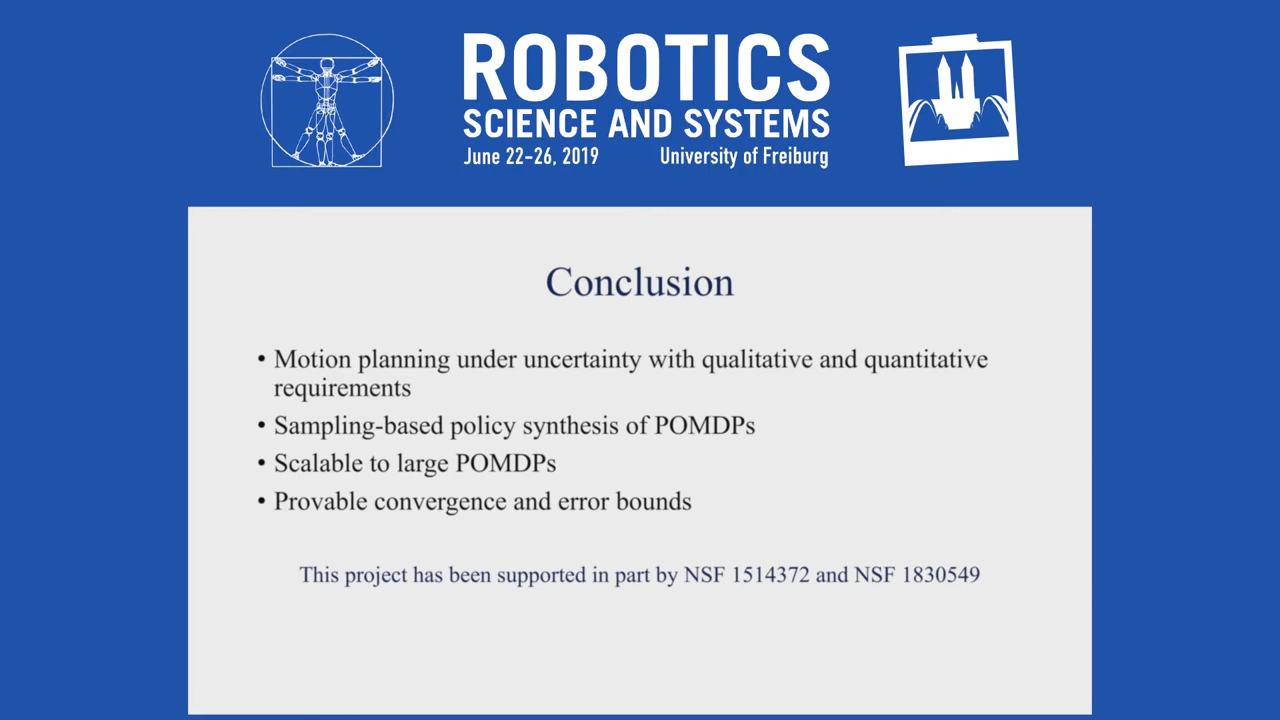 ROBOTICS
SCIENCE AND SYSTEMS
June 22-26, 2019 University of Freiburg
Conclusion
• Motion planning under uncertainty with qualitative and quantitative
requirements
• Sampling-based policy synthesis of POMDPs
• Scalable to large POMDPs
• Provable convergence and error bounds
This project has been supported in part by NSF 1514372 and NSF 1830549